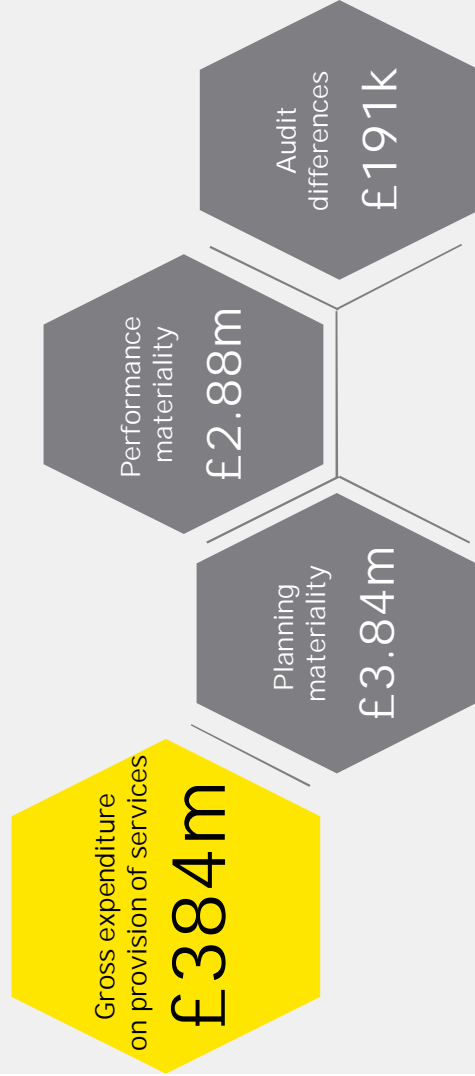 Gross expenditure
on provision of services
£384m
Planning
materiality
£3.84m
Performance
materiality
£2.88m
Audit
differences
£191k